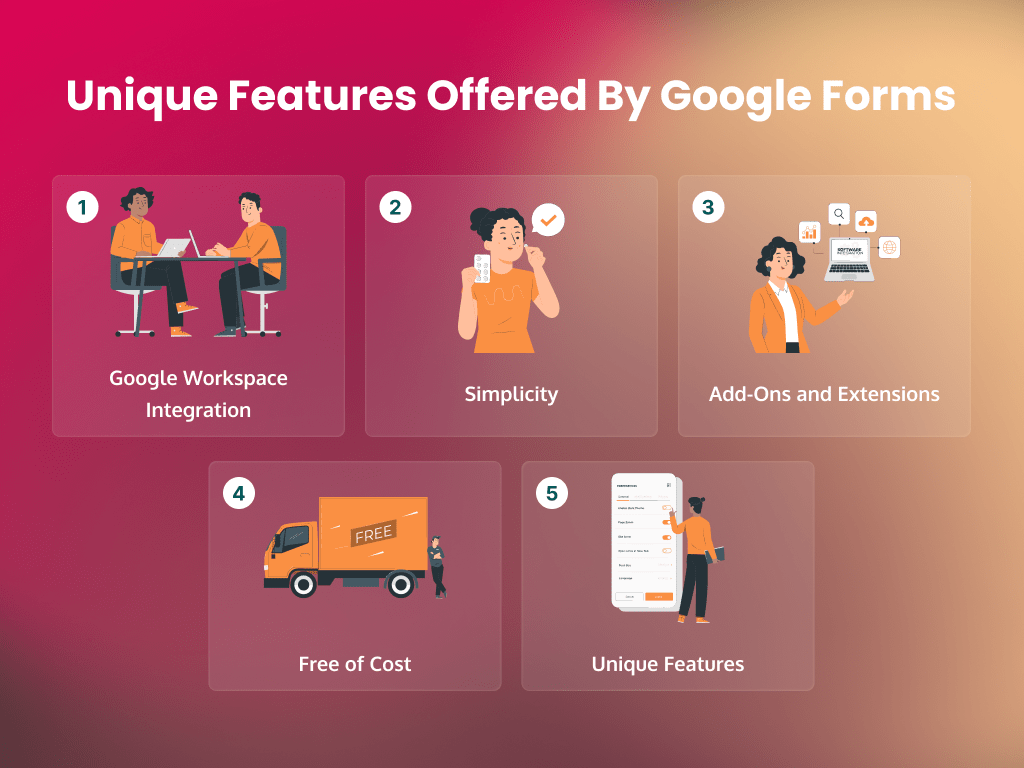 Unique Features Offered By Google Forms
1
Google Workspace
Integration
2
Simplicity
3
SOFTWARE
INTEGRATION
Add-Ons and Extensions
4
FREE
Free of Cost
5
Unique Features